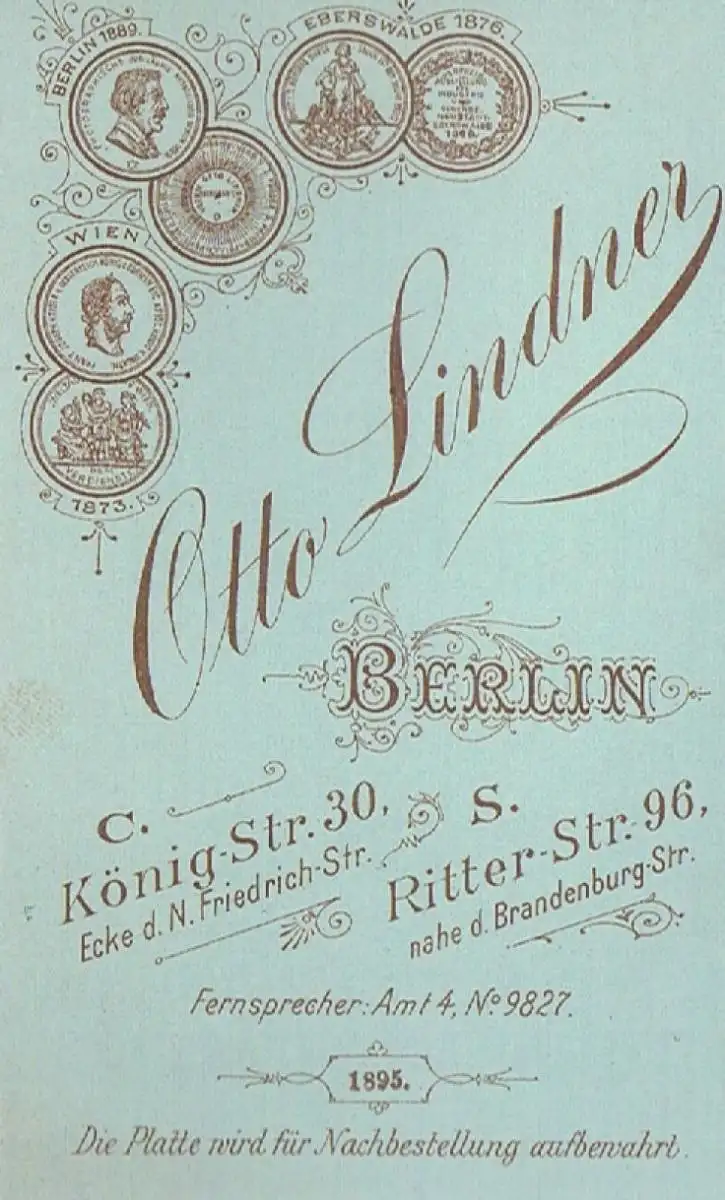 BERLIN 1889.
EBERSWALDE 1876.
WIEN
VERDIENSTE
1873.
Otto Lindner
BERLIN
C.
König-Str. 30,
Ecke d. N. Friedrich-Str.
S.
Ritter-Str. 96,
nahe d. Brandenburg-Str.
Fernsprecher: Amt 4, No 9827.
1895.
Die Platte wird für Nachbestellung aufbewahrt.